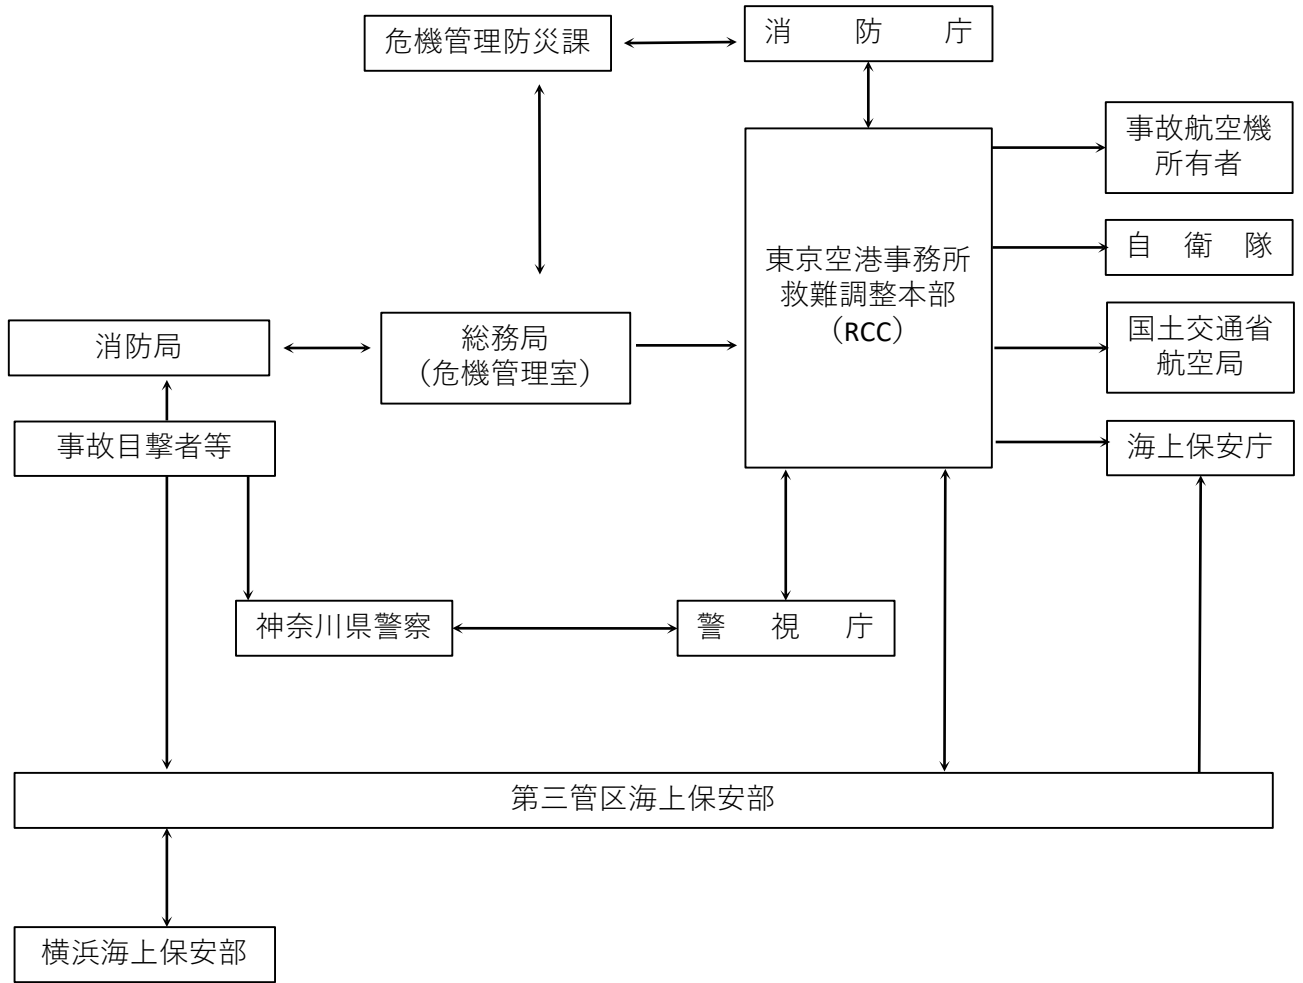 危機管理防災課
消防庁
事故航空機
所有者
自衛隊
東京空港事務所
救難調整本部
（RCC）
国土交通省
航空局
消防局
総務局
（危機管理室）
事故目撃者等
海上保安庁
神奈川県警察
警視庁
第三管区海上保安部
横浜海上保安部